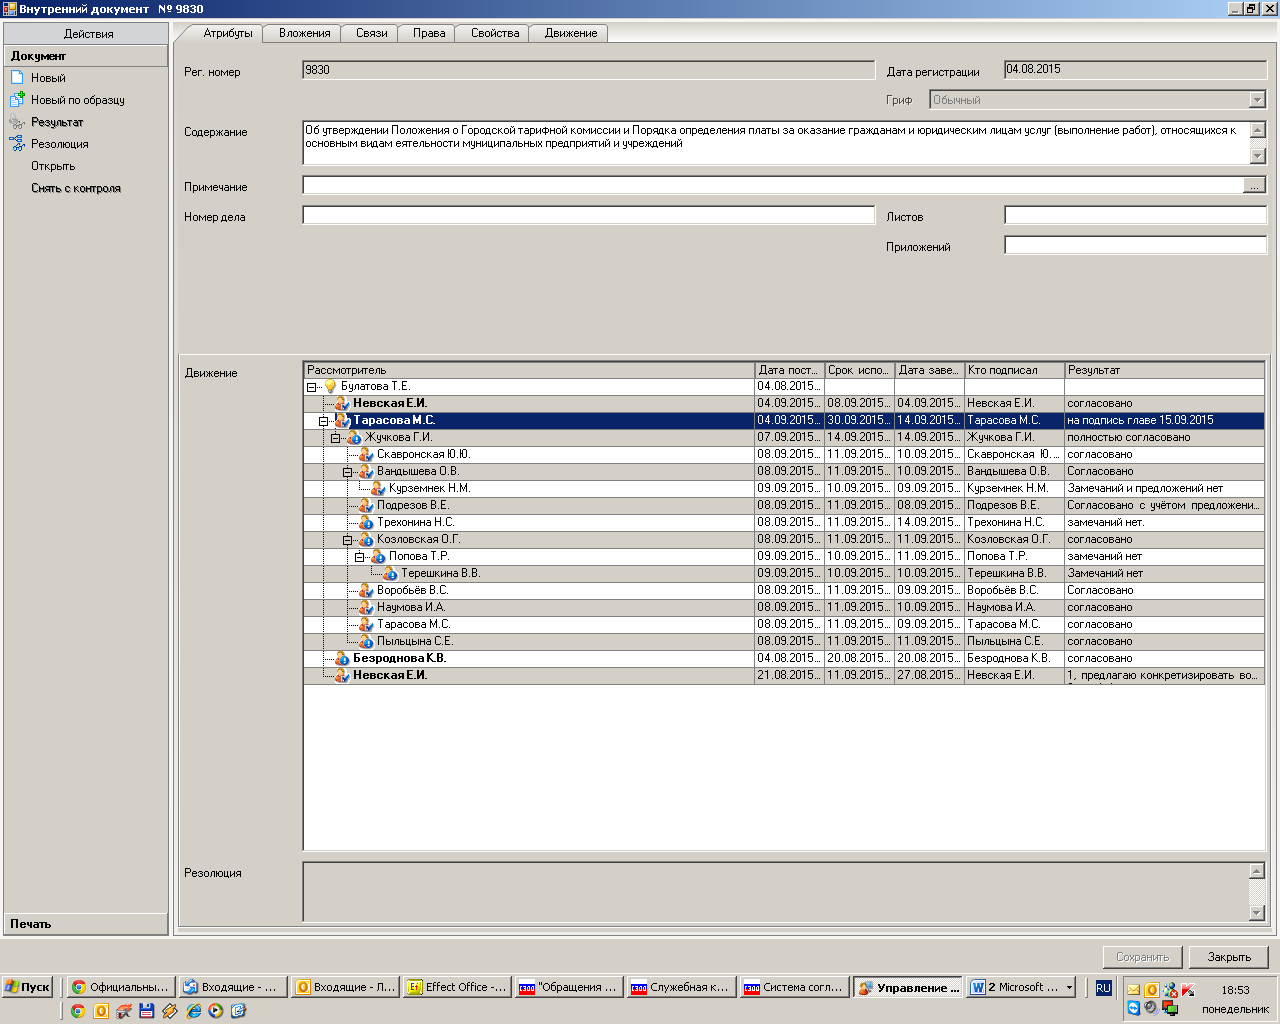 Внутренний документ № 9830
Действия
Документ
Новый
Новый по образцу
Результат
Резолюция
Открыть
Снять с контроля
Печать
Атрибуты Вложения Связи Права Свойства Движение
Рег. номер 9830 Дата регистрации 04.08.2015
Гриф Обычный
Содержание Об утверждении Положения о Городской тарифной комиссии и Порядка определения платы за оказание гражданам и юридическим лицам услуг (выполнение работ), относящихся к
основным видам еятельности муниципальных предприятий и учреждений
Примечание ...
Номер дела Листов
Приложений
Движение
Рассмотритель Дата пост... Срок испо... Дата заве... Кто подписал Результат
Булатова Т.Е. 04.08.2015...
Невская Е.И. 04.09.2015... 08.09.2015... 04.09.2015... Невская Е.И. согласовано
Тарасова М.С. 04.09.2015... 30.09.2015... 14.09.2015... Тарасова М.С. на подпись главе 15.09.2015
Жучкова Г.И. 07.09.2015... 14.09.2015... 14.09.2015... Жучкова Г.И. полностью согласовано
Скавронская Ю.Ю. 08.09.2015... 11.09.2015... 10.09.2015... Скавронская Ю.... согласовано
Вандышева О.В. 08.09.2015... 11.09.2015... 10.09.2015... Вандышева О.В. Согласовано
Курземнек Н.М. 09.09.2015... 10.09.2015... 09.09.2015... Курземнек Н.М. Замечаний и предложений нет
Подрезов В.Е. 08.09.2015... 11.09.2015... 08.09.2015... Подрезов В.Е. Согласовано с учётом предложени...
Трехонина Н.С. 08.09.2015... 11.09.2015... 14.09.2015... Трехонина Н.С. замечаний нет.
Козловская О.Г. 08.09.2015... 11.09.2015... 11.09.2015... Козловская О.Г. согласовано
Попова Т.Р. 09.09.2015... 10.09.2015... 11.09.2015... Попова Т.Р. замечаний нет
Терешкина В.В. 09.09.2015... 10.09.2015... 10.09.2015... Терешкина В.В. Замечаний нет
Воробьёв В.С. 08.09.2015... 11.09.2015... 09.09.2015... Воробьёв В.С. Согласовано
Наумова И.А. 08.09.2015... 11.09.2015... 10.09.2015... Наумова И.А. согласовано
Тарасова М.С. 08.09.2015... 11.09.2015... 09.09.2015... Тарасова М.С. согласовано
Пыльцына С.Е. 08.09.2015... 11.09.2015... 11.09.2015... Пыльцына С.Е. согласовано
Безроднова К.В. 04.08.2015... 20.08.2015... 20.08.2015... Безроднова К.В. согласовано
Невская Е.И. 21.08.2015... 11.09.2015... 27.08.2015... Невская Е.И. 1, предлагаю конкретизировать во...
Резолюция
Сохранить Закрыть
Пуск Официальны... Входящие - ... Входящие - Л... Effect Office -... "Обращения ... Служебная к... Система согл... Управление ... 2 Microsoft ... RU 18:53
понедельник